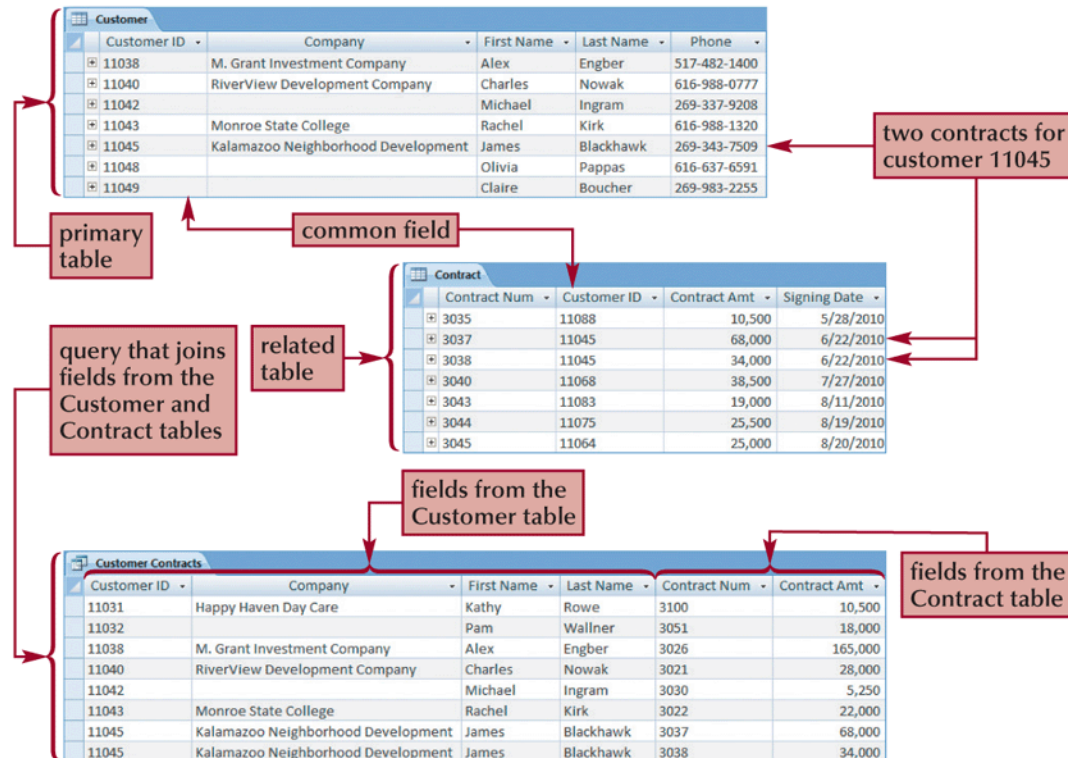 Customer
Customer ID Company First Name Last Name Phone
11038 M. Grant Investment Company Alex Engber 517-482-1400
11040 RiverView Development Company Charles Nowak 616-988-0777
11042 Michael Ingram 269-337-9208
11043 Monroe State College Rachel Kirk 616-988-1320
11045 Kalamazoo Neighborhood Development James Blackhawk 269-343-7509
11048 Olivia Pappas 616-637-6591
11049 Claire Boucher 269-983-2255
two contracts for
customer 11045
primary
table
common field
Contract
Contract Num Customer ID Contract Amt Signing Date
3035 11088 10,500 5/28/2010
3037 11045 68,000 6/22/2010
3038 11045 34,000 6/22/2010
3040 11068 38,500 7/27/2010
3043 11083 19,000 8/11/2010
3044 11075 25,500 8/19/2010
3045 11064 25,000 8/20/2010
related
table
query that joins
fields from the
Customer and
Contract tables
fields from the
Customer table
fields from the
Contract table
Customer Contracts
Customer ID Company First Name Last Name Contract Num Contract Amt
11031 Happy Haven Day Care Kathy Rowe 3100 10,500
11032 Pam Wallner 3051 18,000
11038 M. Grant Investment Company Alex Engber 3026 165,000
11040 RiverView Development Company Charles Nowak 3021 28,000
11042 Michael Ingram 3030 5,250
11043 Monroe State College Rachel Kirk 3022 22,000
11045 Kalamazoo Neighborhood Development James Blackhawk 3037 68,000
11045 Kalamazoo Neighborhood Development James Blackhawk 3038 34,000